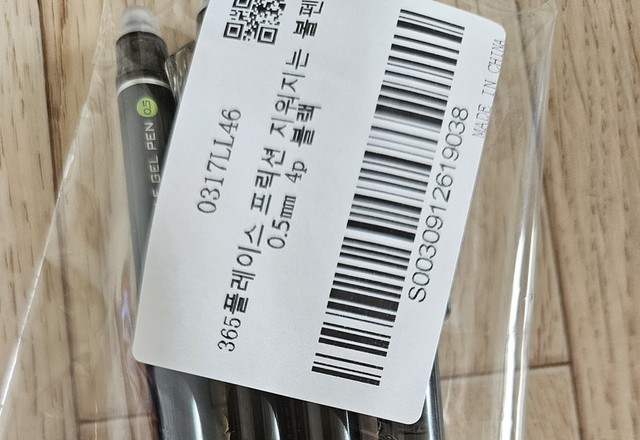 0317LL46
365플레이스 프릭션 지워지는 볼펜
0.5mm 4p 블랙
S0030912619038
MADE IN CHINA
GEL PEN 0.5